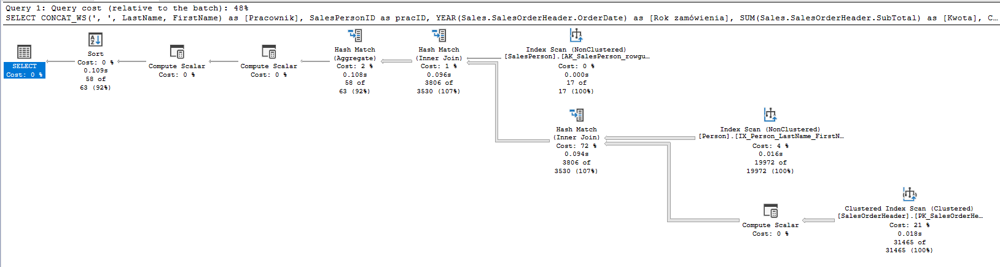 Query 1: Query cost (relative to the batch): 48%
SELECT CONCAT_WS(', ', LastName, FirstName) as [Pracownik], SalesPersonID as pracID, YEAR(Sales.SalesOrderHeader.OrderDate) as [Rok zamówienia], SUM(Sales.SalesOrderHeader.SubTotal) as [Kwota], C…
SELECT
Cost: 0 %
Sort
Cost: 0 %
0.109s
58 of
63 (92%)
Compute Scalar
Cost: 0 %
Compute Scalar
Cost: 0 %
Hash Match
(Aggregate)
Cost: 2 %
0.108s
58 of
63 (92%)
Hash Match
(Inner Join)
Cost: 1 %
0.096s
3806 of
3530 (107%)
Index Scan (NonClustered)
[SalesPerson].[AK_SalesPerson_rowgu…
Cost: 0 %
0.000s
17 of
17 (100%)
Hash Match
(Inner Join)
Cost: 72 %
0.094s
3806 of
3530 (107%)
Index Scan (NonClustered)
[Person].[IX_Person_LastName_FirstN…
Cost: 4 %
0.016s
19972 of
19972 (100%)
Compute Scalar
Cost: 0 %
Clustered Index Scan (Clustered)
[SalesOrderHeader].[PK_SalesOrderHe…
Cost: 21 %
0.018s
31465 of
31465 (100%)